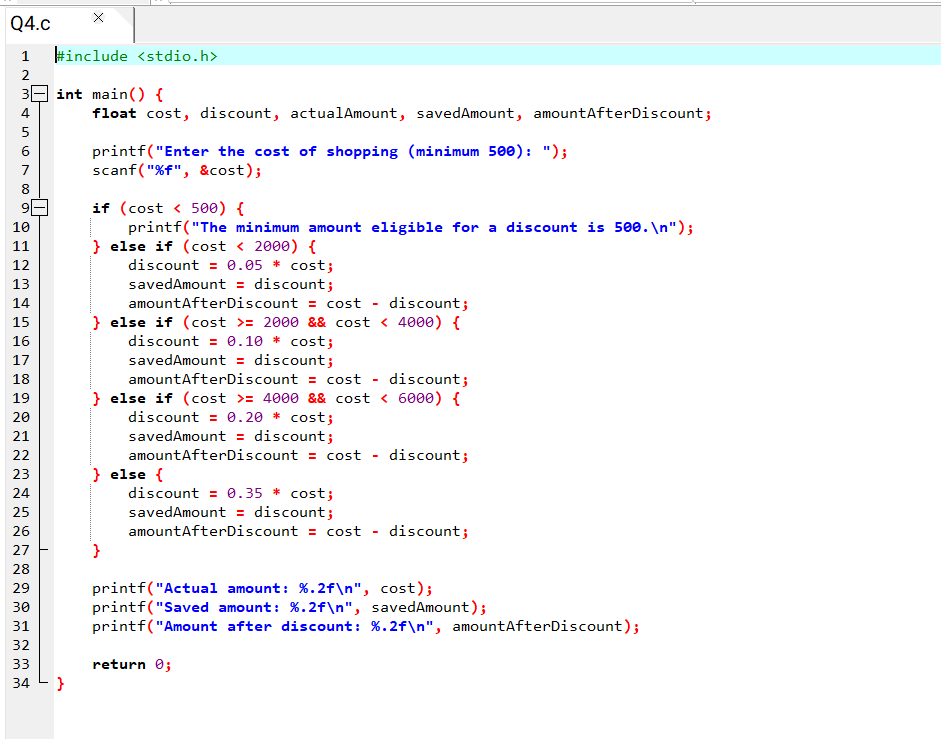 Q4.c
1 #include <stdio.h>
2
3 int main() {
4 float cost, discount, actualAmount, savedAmount, amountAfterDiscount;
5
6 printf("Enter the cost of shopping (minimum 500): ");
7 scanf("%f", &cost);
8
9 if (cost < 500) {
10 printf("The minimum amount eligible for a discount is 500.\n");
11 } else if (cost < 2000) {
12 discount = 0.05 * cost;
13 savedAmount = discount;
14 amountAfterDiscount = cost - discount;
15 } else if (cost >= 2000 && cost < 4000) {
16 discount = 0.10 * cost;
17 savedAmount = discount;
18 amountAfterDiscount = cost - discount;
19 } else if (cost >= 4000 && cost < 6000) {
20 discount = 0.20 * cost;
21 savedAmount = discount;
22 amountAfterDiscount = cost - discount;
23 } else {
24 discount = 0.35 * cost;
25 savedAmount = discount;
26 amountAfterDiscount = cost - discount;
27 }
28
29 printf("Actual amount: %.2f\n", cost);
30 printf("Saved amount: %.2f\n", savedAmount);
31 printf("Amount after discount: %.2f\n", amountAfterDiscount);
32
33 return 0;
34 }